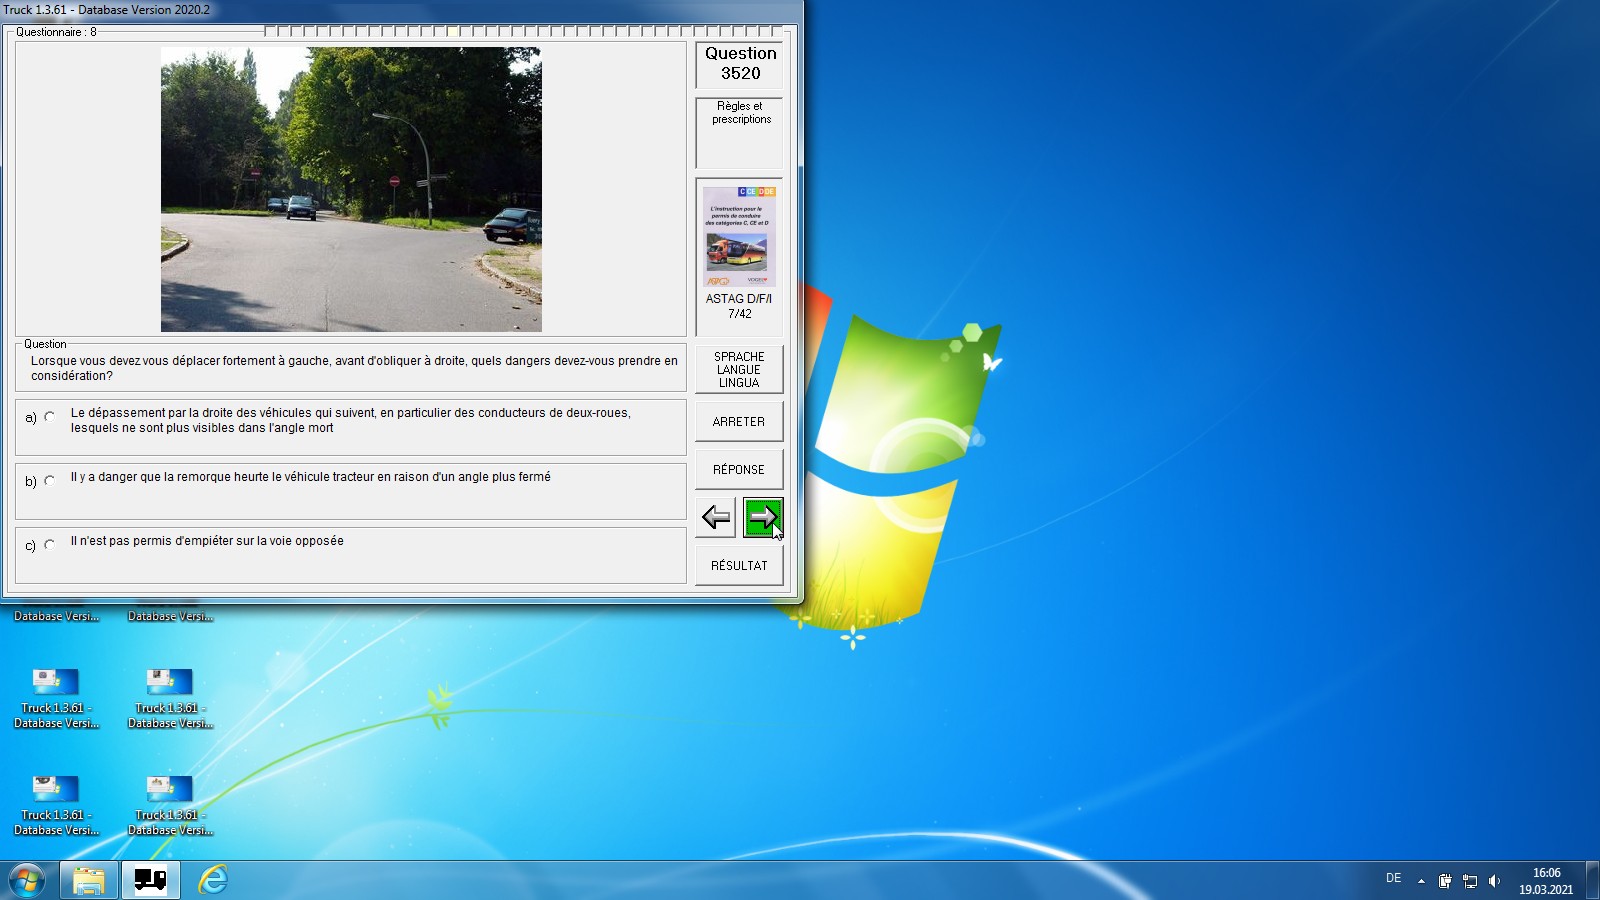 Truck 1.3.61 - Database Version 2020.2
Questionnaire : 8
Question
3520
Règles et
prescriptions
C CE D DE
L'instruction pour le
permis de conduire
des catégories C, CE et D
ASTAG D/F/I
7/42
Question
Lorsque vous devez vous déplacer fortement à gauche, avant d'obliquer à droite, quels dangers devez-vous prendre en
considération?
SPRACHE
LANGUE
LINGUA
a)
Le dépassement par la droite des véhicules qui suivent, en particulier des conducteurs de deux-roues,
lesquels ne sont plus visibles dans l'angle mort
ARRETER
b)
Il y a danger que la remorque heurte le véhicule tracteur en raison d'un angle plus fermé
RÉPONSE
c)
Il n'est pas permis d'empiéter sur la voie opposée
RÉSULTAT
Database Versi...
Database Versi...
Truck 1.3.61 -
Database Versi...
Truck 1.3.61 -
Database Versi...
Truck 1.3.61 -
Database Versi...
Truck 1.3.61 -
Database Versi...
DE
16:06
19.03.2021